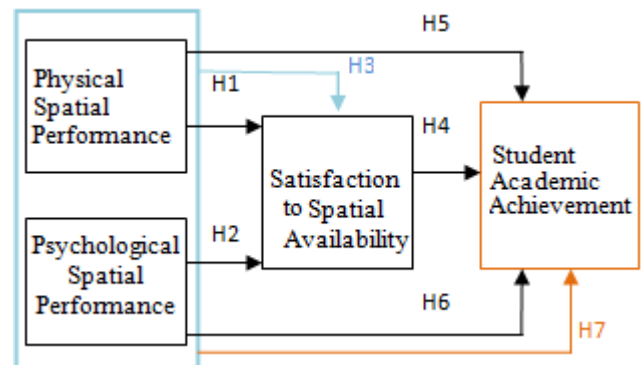 H5
Physical
Spatial
Performance
H3
H1
H4
Satisfaction
to Spatial
Availability
Student
Academic
Achievement
Psychological
Spatial
Performance
H2
H6
H7